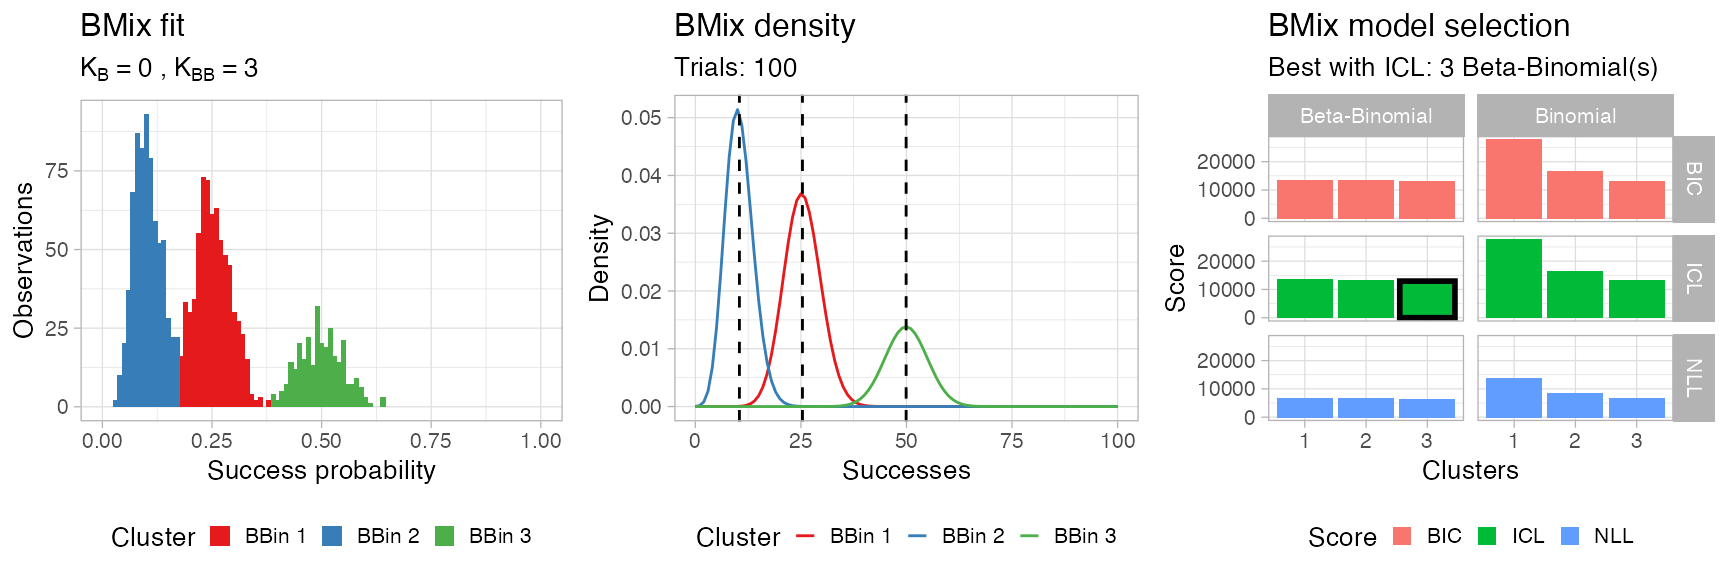 BMix fit
K_B = 0 , K_BB = 3
Observations
75
50
25
0
0.00 0.25 0.50 0.75 1.00
Success probability
Cluster BBin 1 BBin 2 BBin 3
BMix density
Trials: 100
Density
0.05
0.04
0.03
0.02
0.01
0.00
0 25 50 75 100
Successes
Cluster BBin 1 BBin 2 BBin 3
BMix model selection
Best with ICL: 3 Beta-Binomial(s)
Beta-Binomial Binomial
Score
20000
10000
0
BIC
20000
10000
0
ICL
20000
10000
0
NLL
1 2 3 1 2 3
Clusters
Score BIC ICL NLL